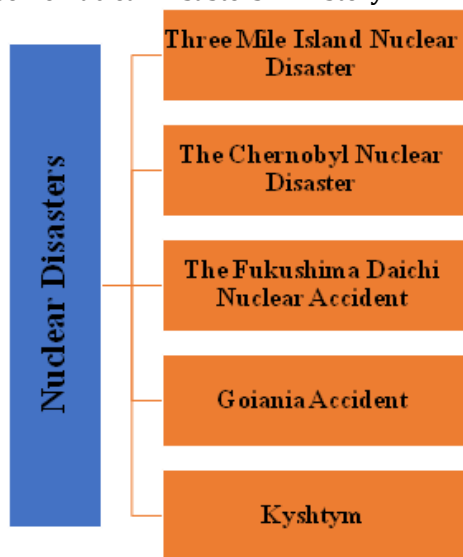 Nuclear Disasters
Three Mile Island Nuclear
Disaster
The Chernobyl Nuclear
Disaster
The Fukushima Daichi
Nuclear Accident
Goiania Accident
Kyshtym